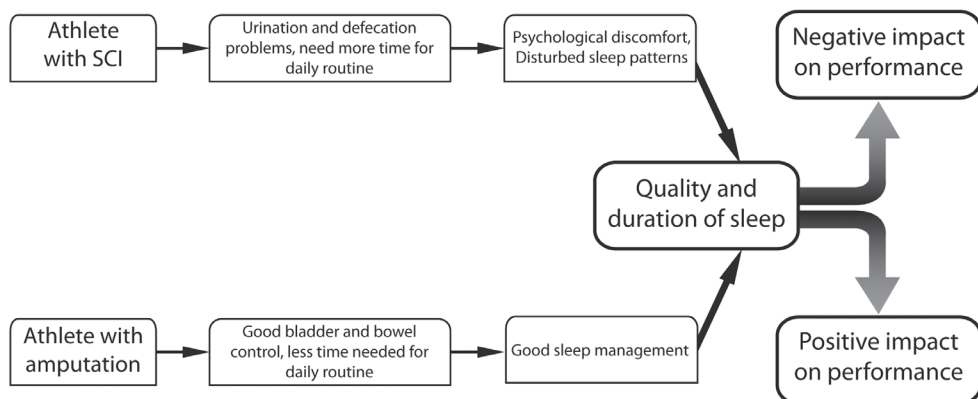 Athlete
with SCI
Urination and defecation
problems, need more time for
daily routine
Psychological discomfort,
Disturbed sleep patterns
Negative impact
on performance
Quality and
duration of sleep
Athlete with
amputation
Good bladder and bowel
control, less time needed for
daily routine
Good sleep management
Positive impact
on performance